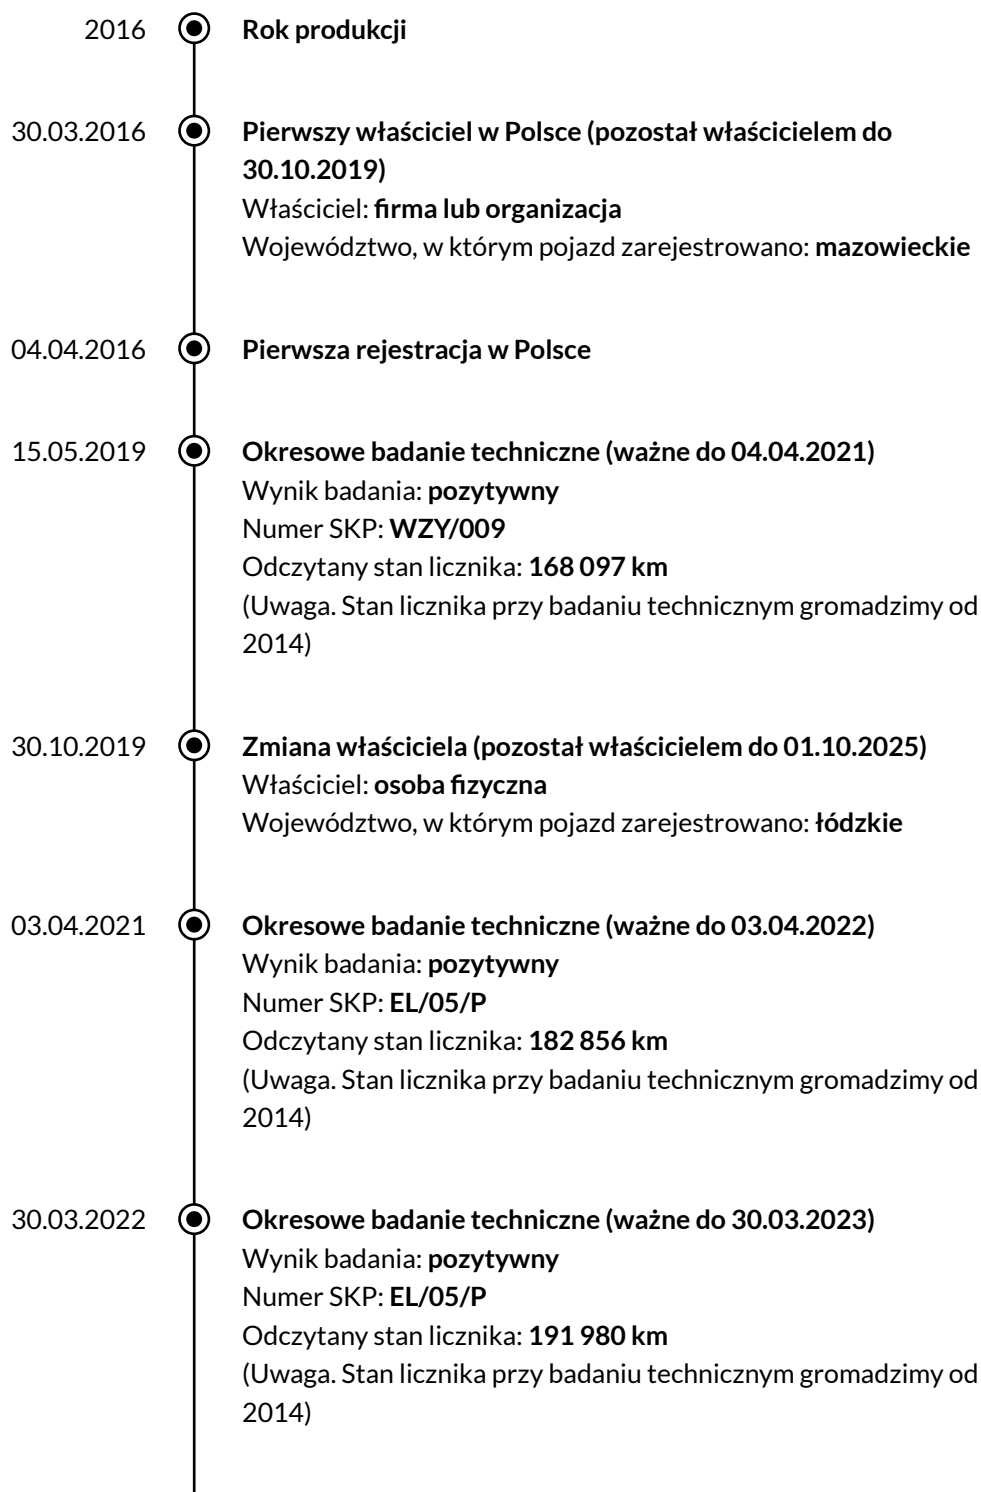 2016 Rok produkcji
30.03.2016 Pierwszy właściciel w Polsce (pozostał właścicielem do
30.10.2019)
Właściciel: firma lub organizacja
Województwo, w którym pojazd zarejestrowano: mazowieckie
04.04.2016 Pierwsza rejestracja w Polsce
15.05.2019 Okresowe badanie techniczne (ważne do 04.04.2021)
Wynik badania: pozytywny
Numer SKP: WZY/009
Odczytany stan licznika: 168 097 km
(Uwaga. Stan licznika przy badaniu technicznym gromadzimy od
2014)
30.10.2019 Zmiana właściciela (pozostał właścicielem do 01.10.2025)
Właściciel: osoba fizyczna
Województwo, w którym pojazd zarejestrowano: łódzkie
03.04.2021 Okresowe badanie techniczne (ważne do 03.04.2022)
Wynik badania: pozytywny
Numer SKP: EL/05/P
Odczytany stan licznika: 182 856 km
(Uwaga. Stan licznika przy badaniu technicznym gromadzimy od
2014)
30.03.2022 Okresowe badanie techniczne (ważne do 30.03.2023)
Wynik badania: pozytywny
Numer SKP: EL/05/P
Odczytany stan licznika: 191 980 km
(Uwaga. Stan licznika przy badaniu technicznym gromadzimy od
2014)